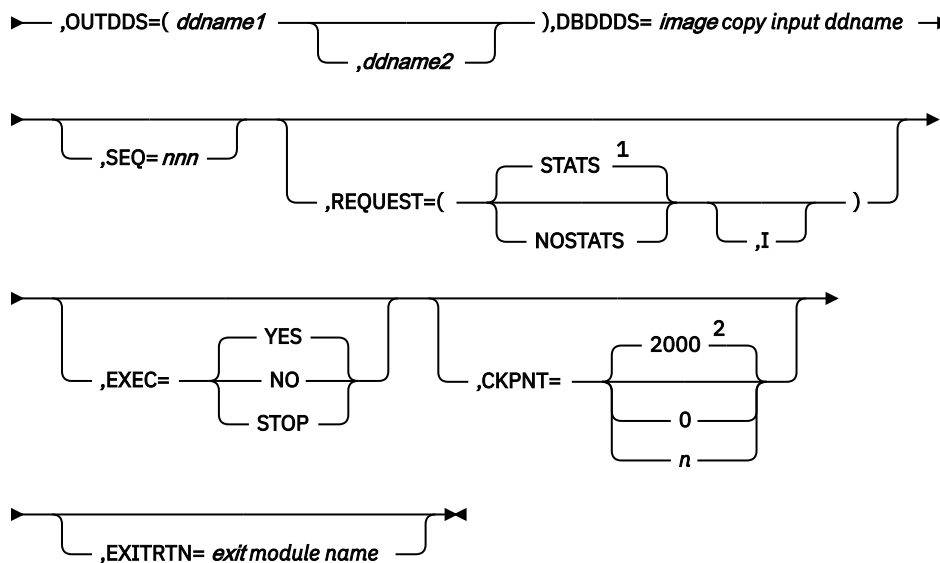 ,OUTDDS=( ddname1 ,ddname2 ),DBDDDS= image copy input ddname
,SEQ= nnn
,REQUEST=( STATS 1 NOSTATS ,I )
,EXEC= YES NO STOP
,CKPNT= 2000 2 0 n
,EXITRTN= exit module name